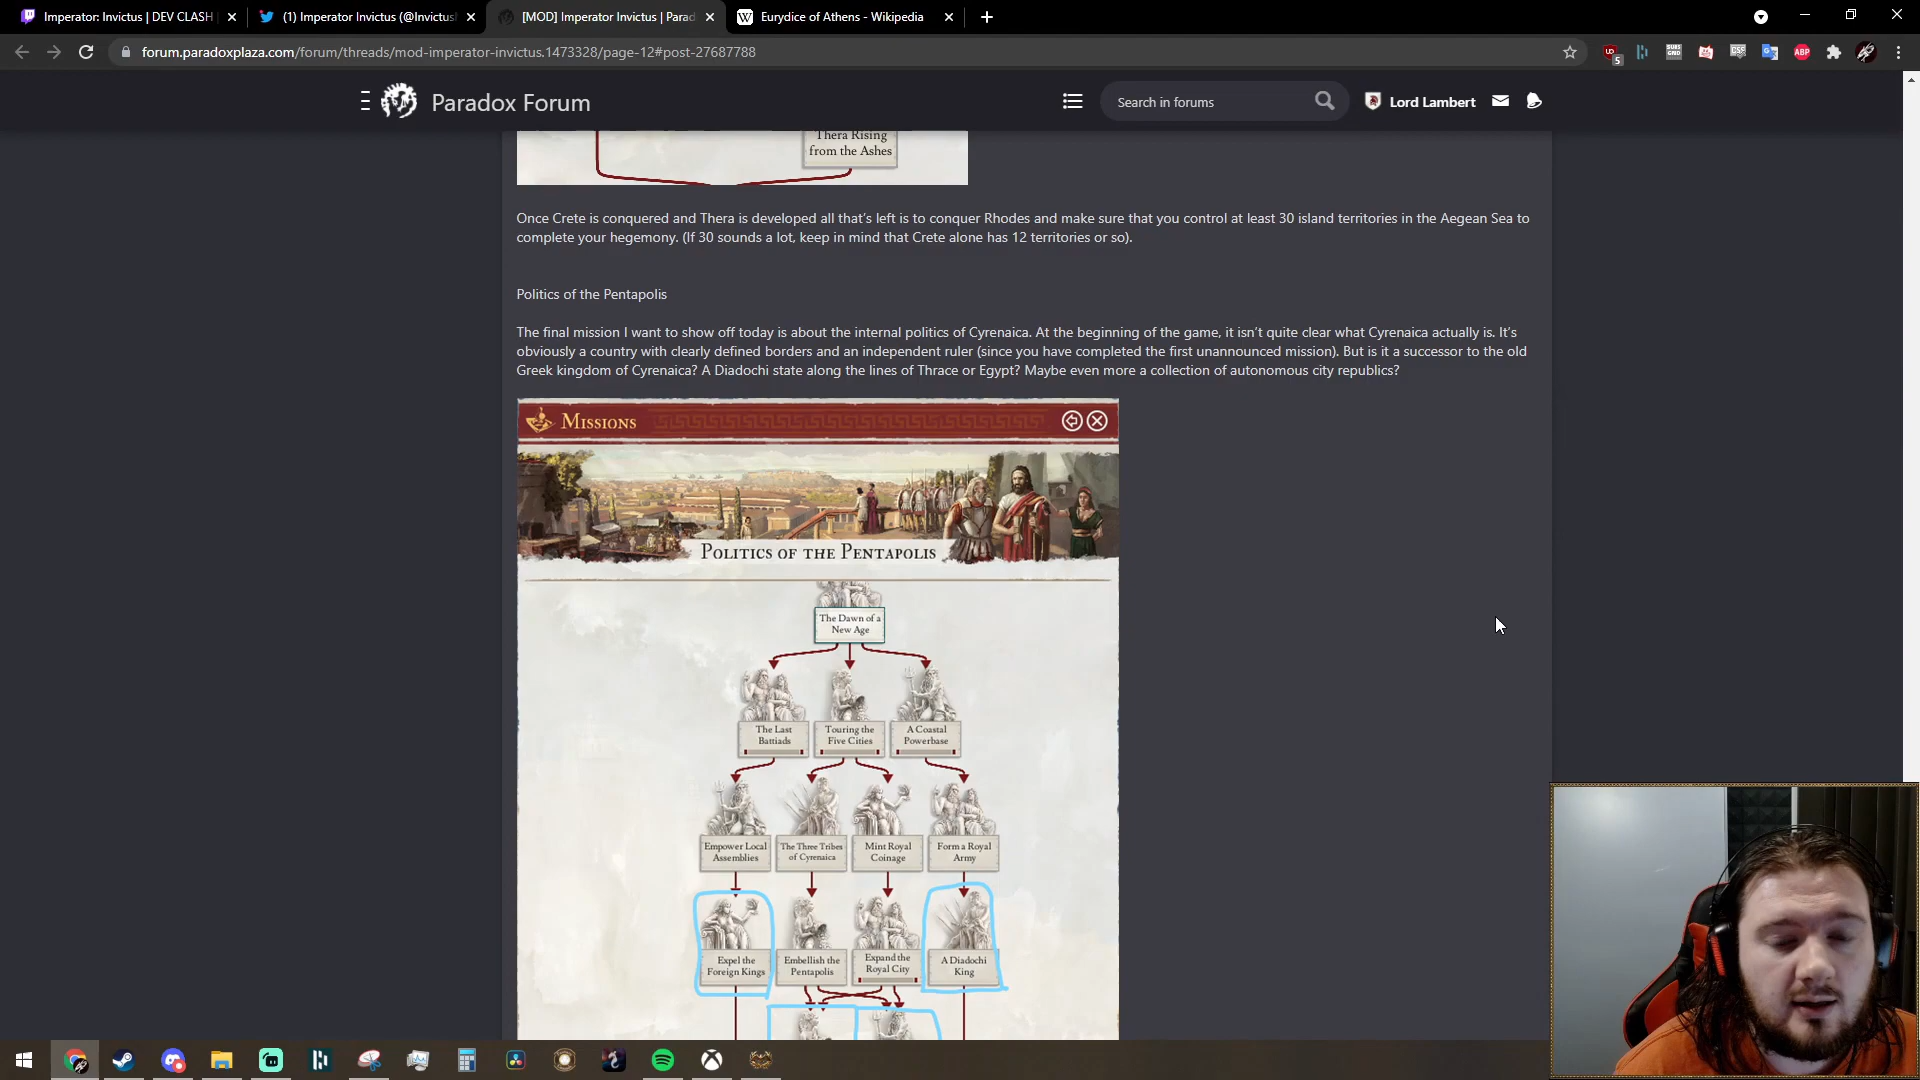 Imperator: Invictus | DEV CLASH
(1) Imperator Invictus (@Invictus
[MOD] Imperator Invictus | Parad
Eurydice of Athens - Wikipedia
forum.paradoxplaza.com/forum/threads/mod-imperator-invictus.1473328/page-12#post-27687788
5
ABP
Paradox Forum
Search in forums
Lord Lambert
Thera Rising
from the Ashes
Once Crete is conquered and Thera is developed all that's left is to conquer Rhodes and make sure that you control at least 30 island territories in the Aegean Sea to
complete your hegemony. (If 30 sounds a lot, keep in mind that Crete alone has 12 territories or so).
Politics of the Pentapolis
The final mission I want to show off today is about the internal politics of Cyrenaica. At the beginning of the game, it isn't quite clear what Cyrenaica actually is. It's
obviously a country with clearly defined borders and an independent ruler (since you have completed the first unannounced mission). But is it a successor to the old
Greek kingdom of Cyrenaica? A Diadochi state along the lines of Thrace or Egypt? Maybe even more a collection of autonomous city republics?
MISSIONS
POLITICS OF THE PENTAPOLIS
The Dawn of a
New Age
The Last
Battiads
Touring the
Five Cities
A Coastal
Powerbase
Empower Local
Assemblies
The Three Tribes
of Cyrenaica
Mint Royal
Coinage
Form a Royal
Army
Expel the
Foreign Kings
Embellish the
Pentapolis
Expand the
Royal City
A Diadochi
King